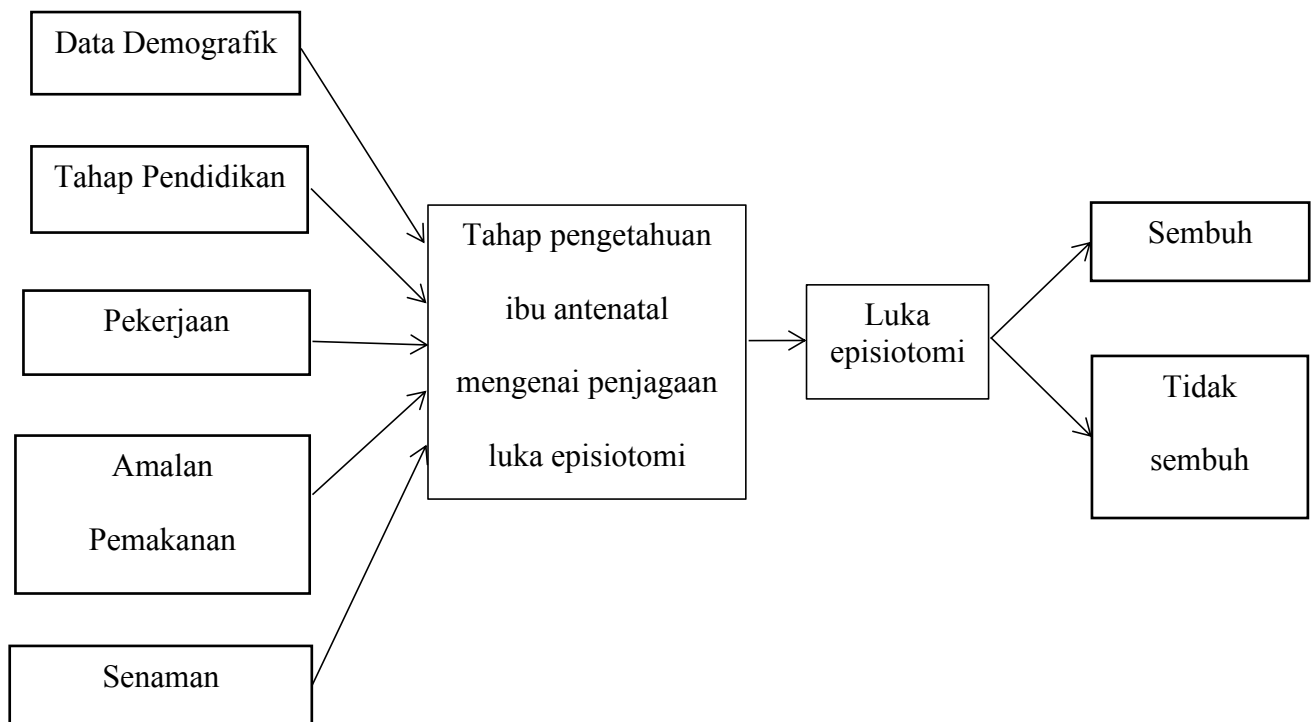 Data Demografik
Tahap Pendidikan
Pekerjaan
Amalan
Pemakanan
Senaman
Tahap pengetahuan
ibu antenatal
mengenai penjagaan
luka episiotomi
Luka
episiotomi
Sembuh
Tidak
sembuh